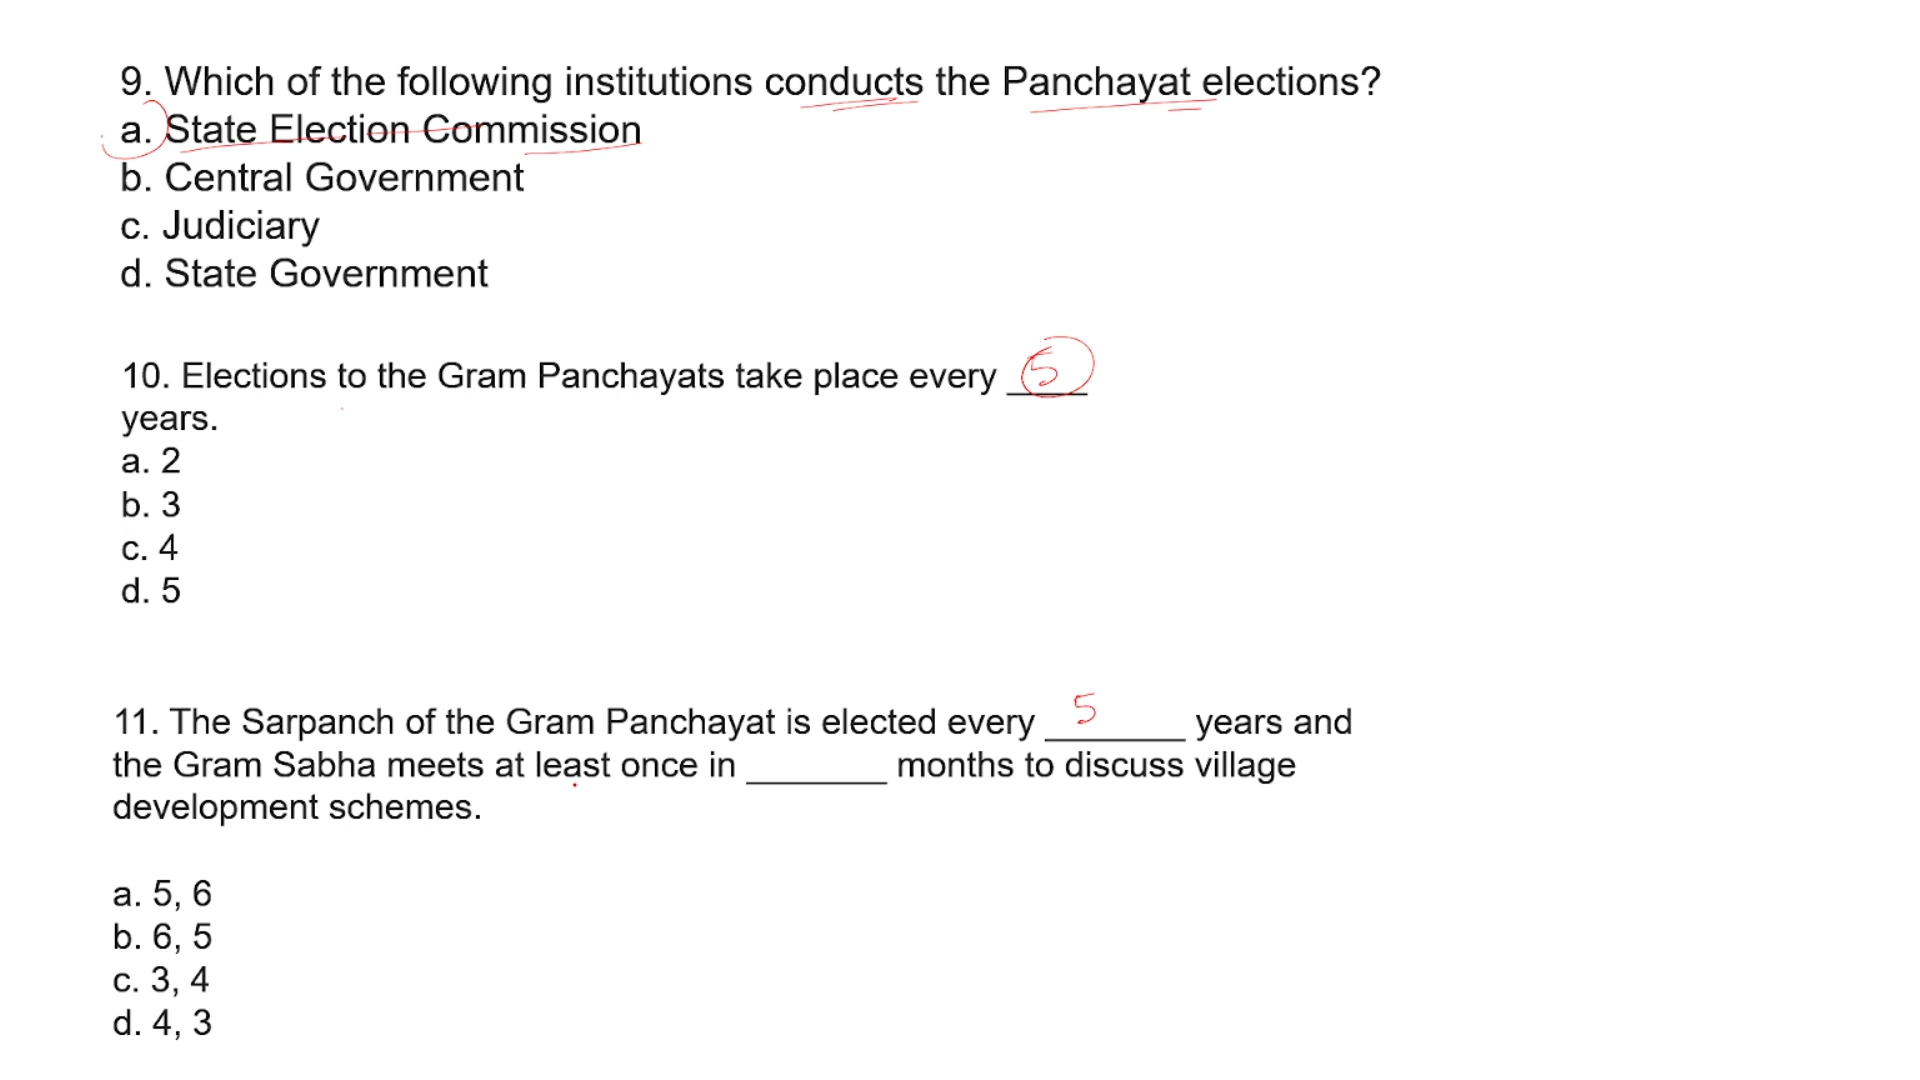 9. Which of the following institutions conducts the Panchayat elections?
a. State Election Commission
b. Central Government
c. Judiciary
d. State Government
10. Elections to the Gram Panchayats take place every 5
years.
a. 2
b. 3
c. 4
d. 5
11. The Sarpanch of the Gram Panchayat is elected every 5 years and
the Gram Sabha meets at least once in ________ months to discuss village
development schemes.
a. 5, 6
b. 6, 5
c. 3, 4
d. 4, 3